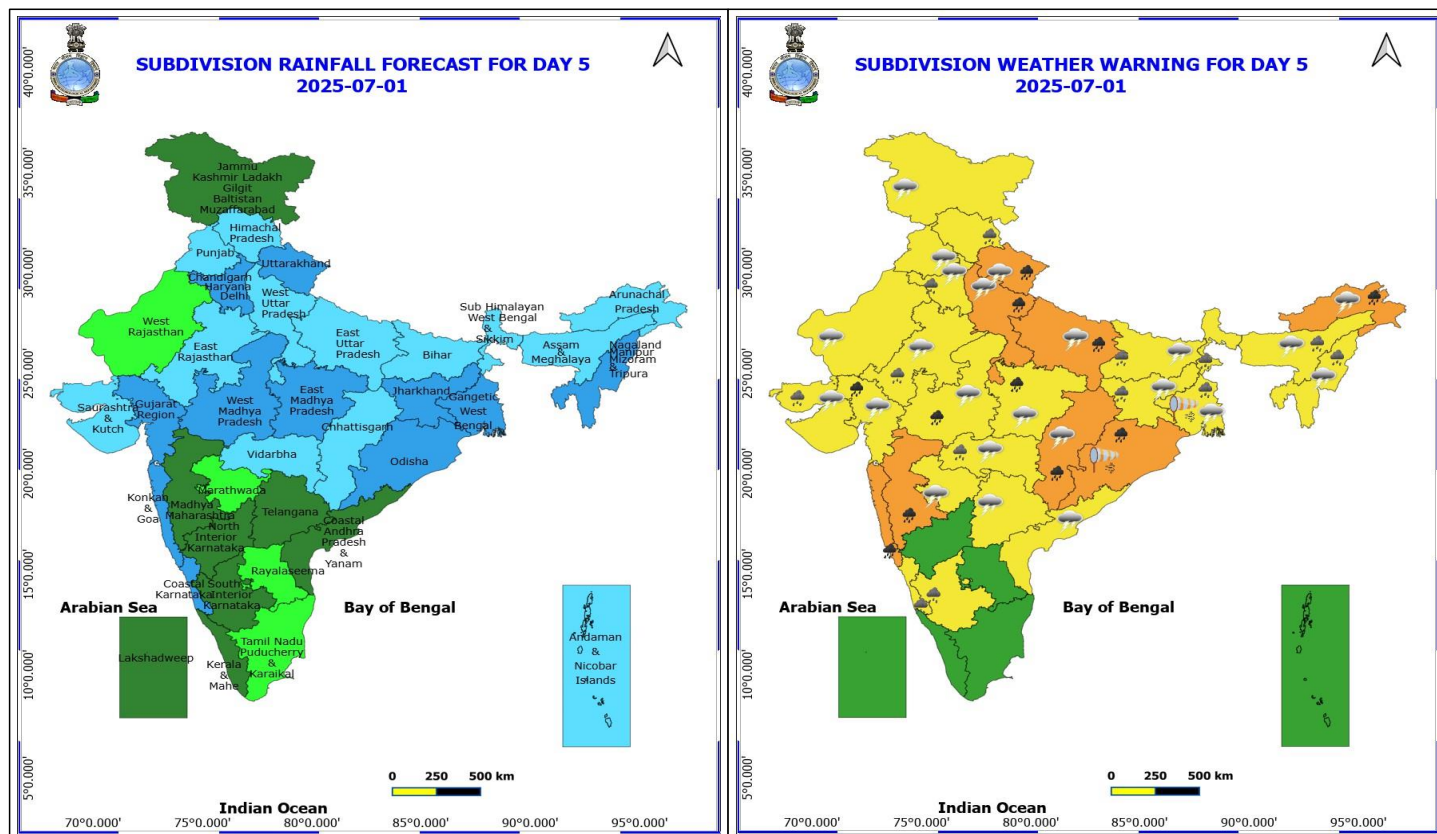 SUBDIVISION RAINFALL FORECAST FOR DAY 5
2025-07-01
Jammu
Kashmir Ladakh
Gilgit
Baltistan
Muzaffarabad
Himachal
Pradesh
Punjab
Uttarakhand
Chandigarh
Haryana
Delhi
West
Uttar
Pradesh
West
Rajasthan
East
Rajasthan
East
Uttar
Pradesh
Bihar
Sub Himalayan
West Bengal
&
Sikkim
Arunachal
Pradesh
Assam
&
Meghalaya
Nagaland
Manipur
Mizoram
&
Tripura
Saurashtra
&
Kutch
Gujarat
Region
West
Madhya
Pradesh
East
Madhya
Pradesh
Jharkhand
Gangetic
West
Bengal
Chhattisgarh
Vidarbha
Odisha
Konkan
&
Goa
Madhya
Maharashtra
Marathwada
Telangana
North
Interior
Karnataka
Coastal
Andhra
Pradesh
&
Yanam
Rayalaseema
Coastal
Karnataka
South
Interior
Karnataka
Tamil Nadu
Puducherry
&
Karaikal
Kerala
&
Mahe
Lakshadweep
Andaman
&
Nicobar
Islands
Arabian Sea
Bay of Bengal
Indian Ocean
0 250 500 km
40°0.000'
35°0.000'
30°0.000'
25°0.000'
20°0.000'
15°0.000'
10°0.000'
5°0.000'
70°0.000' 75°0.000' 80°0.000' 85°0.000' 90°0.000' 95°0.000'
SUBDIVISION WEATHER WARNING FOR DAY 5
2025-07-01
Arabian Sea
Bay of Bengal
Indian Ocean
0 250 500 km
40°0.000'
35°0.000'
30°0.000'
25°0.000'
20°0.000'
15°0.000'
10°0.000'
5°0.000'
70°0.000' 75°0.000' 80°0.000' 85°0.000' 90°0.000' 95°0.000'